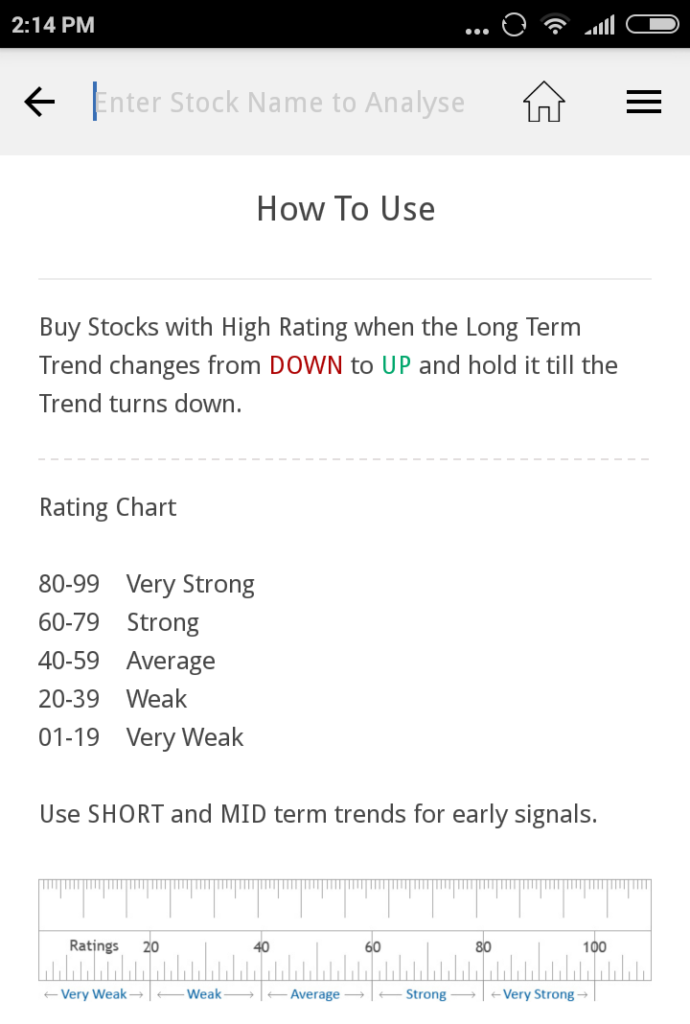 2:14 PM
Enter Stock Name to Analyse
How To Use
Buy Stocks with High Rating when the Long Term
Trend changes from DOWN to UP and hold it till the
Trend turns down.
Rating Chart
80-99 Very Strong
60-79 Strong
40-59 Average
20-39 Weak
01-19 Very Weak
Use SHORT and MID term trends for early signals.
Ratings 20 40 60 80 100
←Very Weak→ ←Weak→ ←Average→ ←Strong→ ←Very Strong→